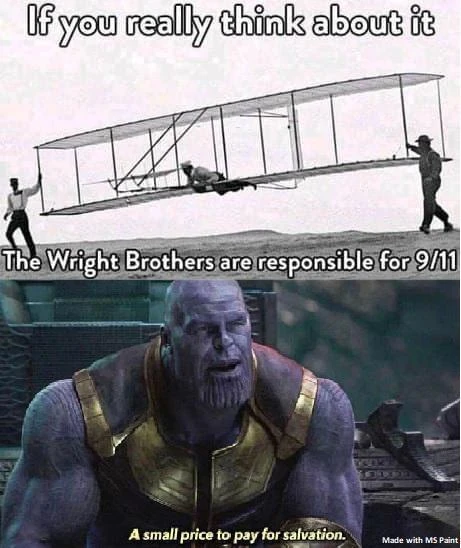 If you really think about it
The Wright Brothers are responsible for 9/11
A small price to pay for salvation.
Made with MS Paint